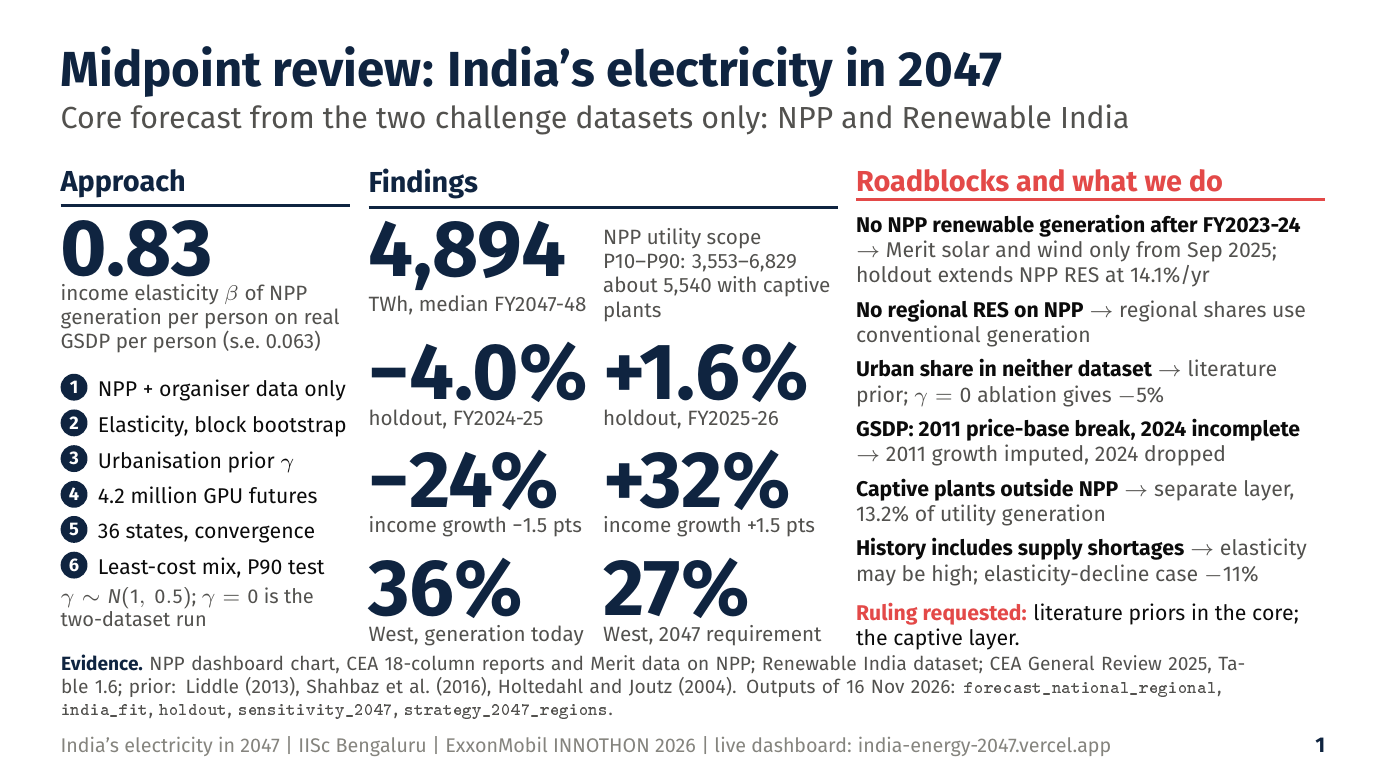 Midpoint review: India's electricity in 2047
Core forecast from the two challenge datasets only: NPP and Renewable India
Approach
0.83
income elasticity β of NPP
generation per person on real
GSDP per person (s.e. 0.063)
1 NPP + organiser data only
2 Elasticity, block bootstrap
3 Urbanisation prior γ
4 4.2 million GPU futures
5 36 states, convergence
6 Least-cost mix, P90 test
γ ∼ N(1, 0.5); γ = 0 is the
two-dataset run
Findings
4,894
TWh, median FY2047-48
NPP utility scope
P10–P90: 3,553–6,829
about 5,540 with captive
plants
−4.0%
holdout, FY2024-25
+1.6%
holdout, FY2025-26
−24%
income growth −1.5 pts
+32%
income growth +1.5 pts
36%
West, generation today
27%
West, 2047 requirement
Roadblocks and what we do
No NPP renewable generation after FY2023-24
→ Merit solar and wind only from Sep 2025;
holdout extends NPP RES at 14.1%/yr
No regional RES on NPP → regional shares use
conventional generation
Urban share in neither dataset → literature
prior; γ = 0 ablation gives −5%
GSDP: 2011 price-base break, 2024 incomplete
→ 2011 growth imputed, 2024 dropped
Captive plants outside NPP → separate layer,
13.2% of utility generation
History includes supply shortages → elasticity
may be high; elasticity-decline case −11%
Ruling requested: literature priors in the core;
the captive layer.
Evidence. NPP dashboard chart, CEA 18-column reports and Merit data on NPP; Renewable India dataset; CEA General Review 2025, Ta-
ble 1.6; prior: Liddle (2013), Shahbaz et al. (2016), Holtedahl and Joutz (2004). Outputs of 16 Nov 2026: forecast_national_regional,
india_fit, holdout, sensitivity_2047, strategy_2047_regions.
India's electricity in 2047 | IISc Bengaluru | ExxonMobil INNOTHON 2026 | live dashboard: india-energy-2047.vercel.app
1